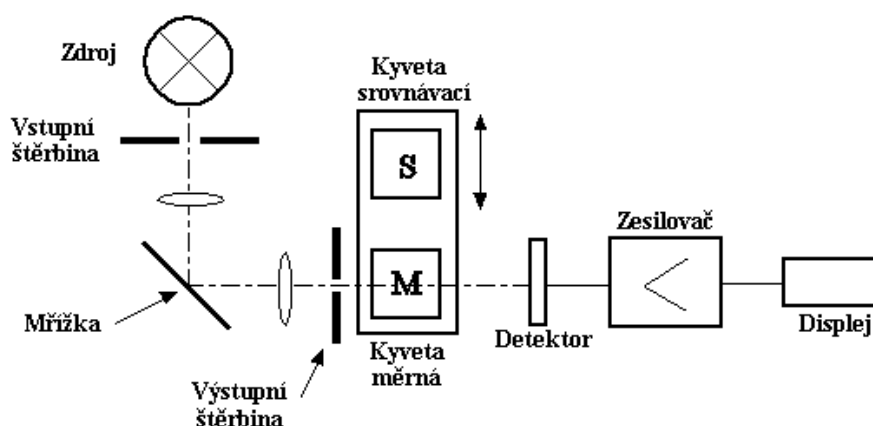 Zdroj
Vstupní
štěrbina
Kyveta
srovnávací
S
Zesilovač
M
Mřížka
Detektor
Displej
Kyveta
měrná
Výstupní
štěrbina